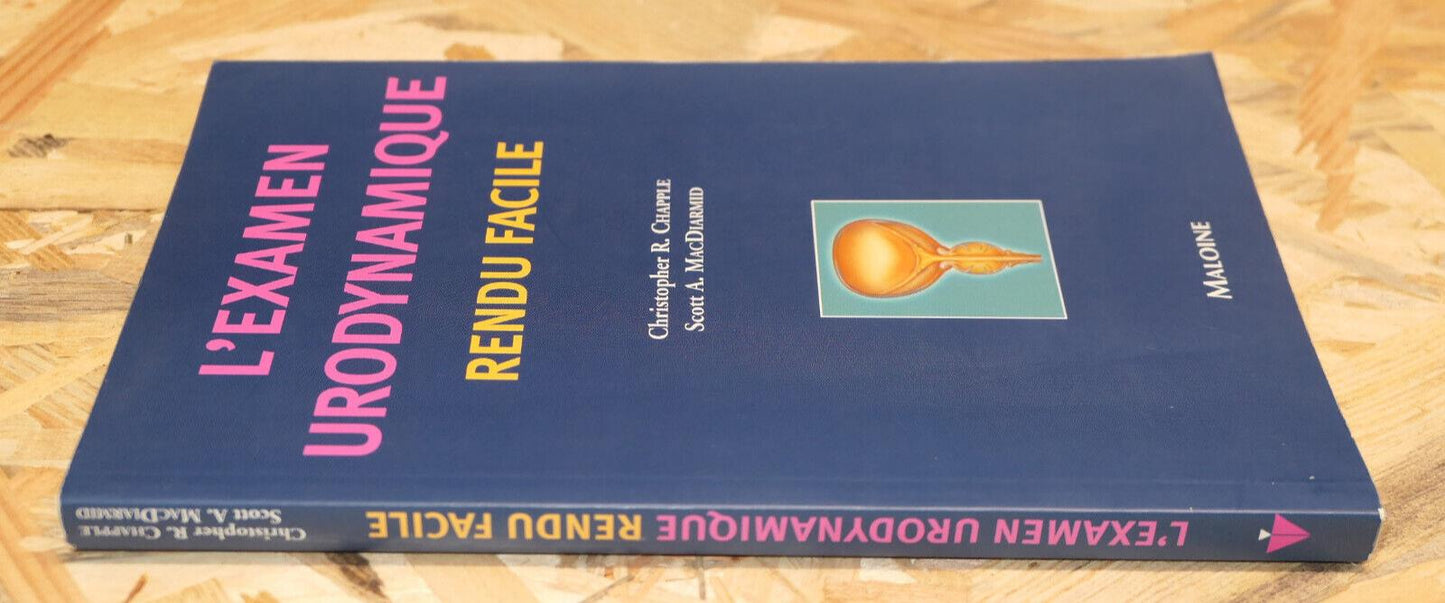 L'EXAMEN
URODYNAMIQUE
RENDU FACILE
Christopher R. CHAPPLE
Scott A. MACDIARMID
MALOINE
L'EXAMEN URODYNAMIQUE RENDU FACILE
Christopher R. CHAPPLE
Scott A. MACDIARMID